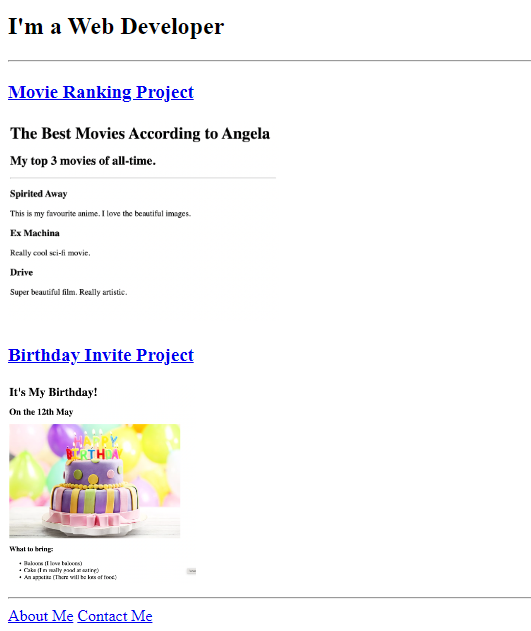 I'm a Web Developer
Movie Ranking Project
The Best Movies According to Angela
My top 3 movies of all-time.
Spirited Away
This is my favourite anime. I love the beautiful images.
Ex Machina
Really cool sci-fi movie.
Drive
Super beautiful film. Really artistic.
Birthday Invite Project
It's My Birthday!
On the 12th May
HAPPY
BIRTHDAY
What to bring:
Baloons (I love baloons)
Cake (I'm really good at eating)
An appetite (There will be lots of food)
About Me Contact Me